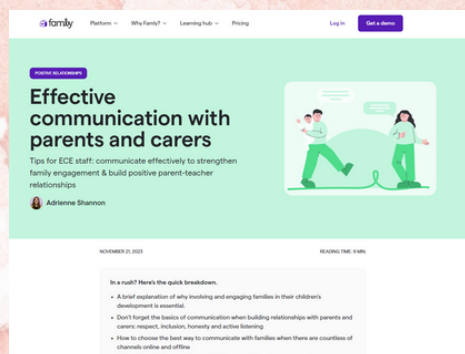 famly
Platform
Why Famly?
Learning hub
Pricing
Log in
Get a demo
POSITIVE RELATIONSHIPS
Effective
communication with
parents and carers
Tips for ECE staff: communicate effectively to strengthen
family engagement & build positive parent-teacher
relationships
Adrienne Shannon
NOVEMBER 21, 2023
READING TIME: 9 MIN.
In a rush? Here's the quick breakdown.
• A brief explanation of why involving and engaging families in their children's
development is essential.
• Don't forget the basics of communication when building relationships with parents and
carers: respect, inclusion, honesty and active listening
• How to choose the best way to communicate with families when there are countless of
channels online and offline